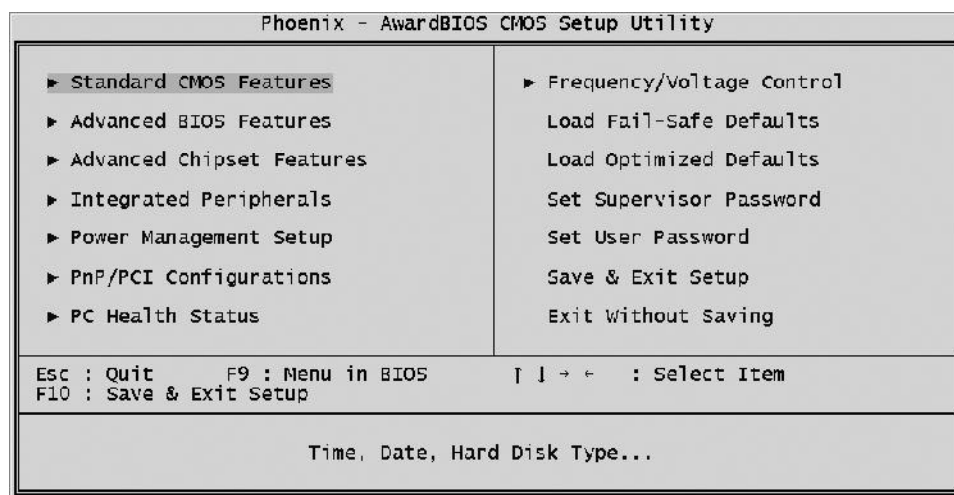 Phoenix - AwardBIOS CMOS Setup Utility
► Standard CMOS Features
► Advanced BIOS Features
► Advanced Chipset Features
► Integrated Peripherals
► Power Management Setup
► PnP/PCI Configurations
► PC Health Status
► Frequency/Voltage Control
Load Fail-Safe Defaults
Load Optimized Defaults
Set Supervisor Password
Set User Password
Save & Exit Setup
Exit Without Saving
Esc : Quit F9 : Menu in BIOS ↑ ↓ → ← : Select Item
F10 : Save & Exit Setup
Time, Date, Hard Disk Type...